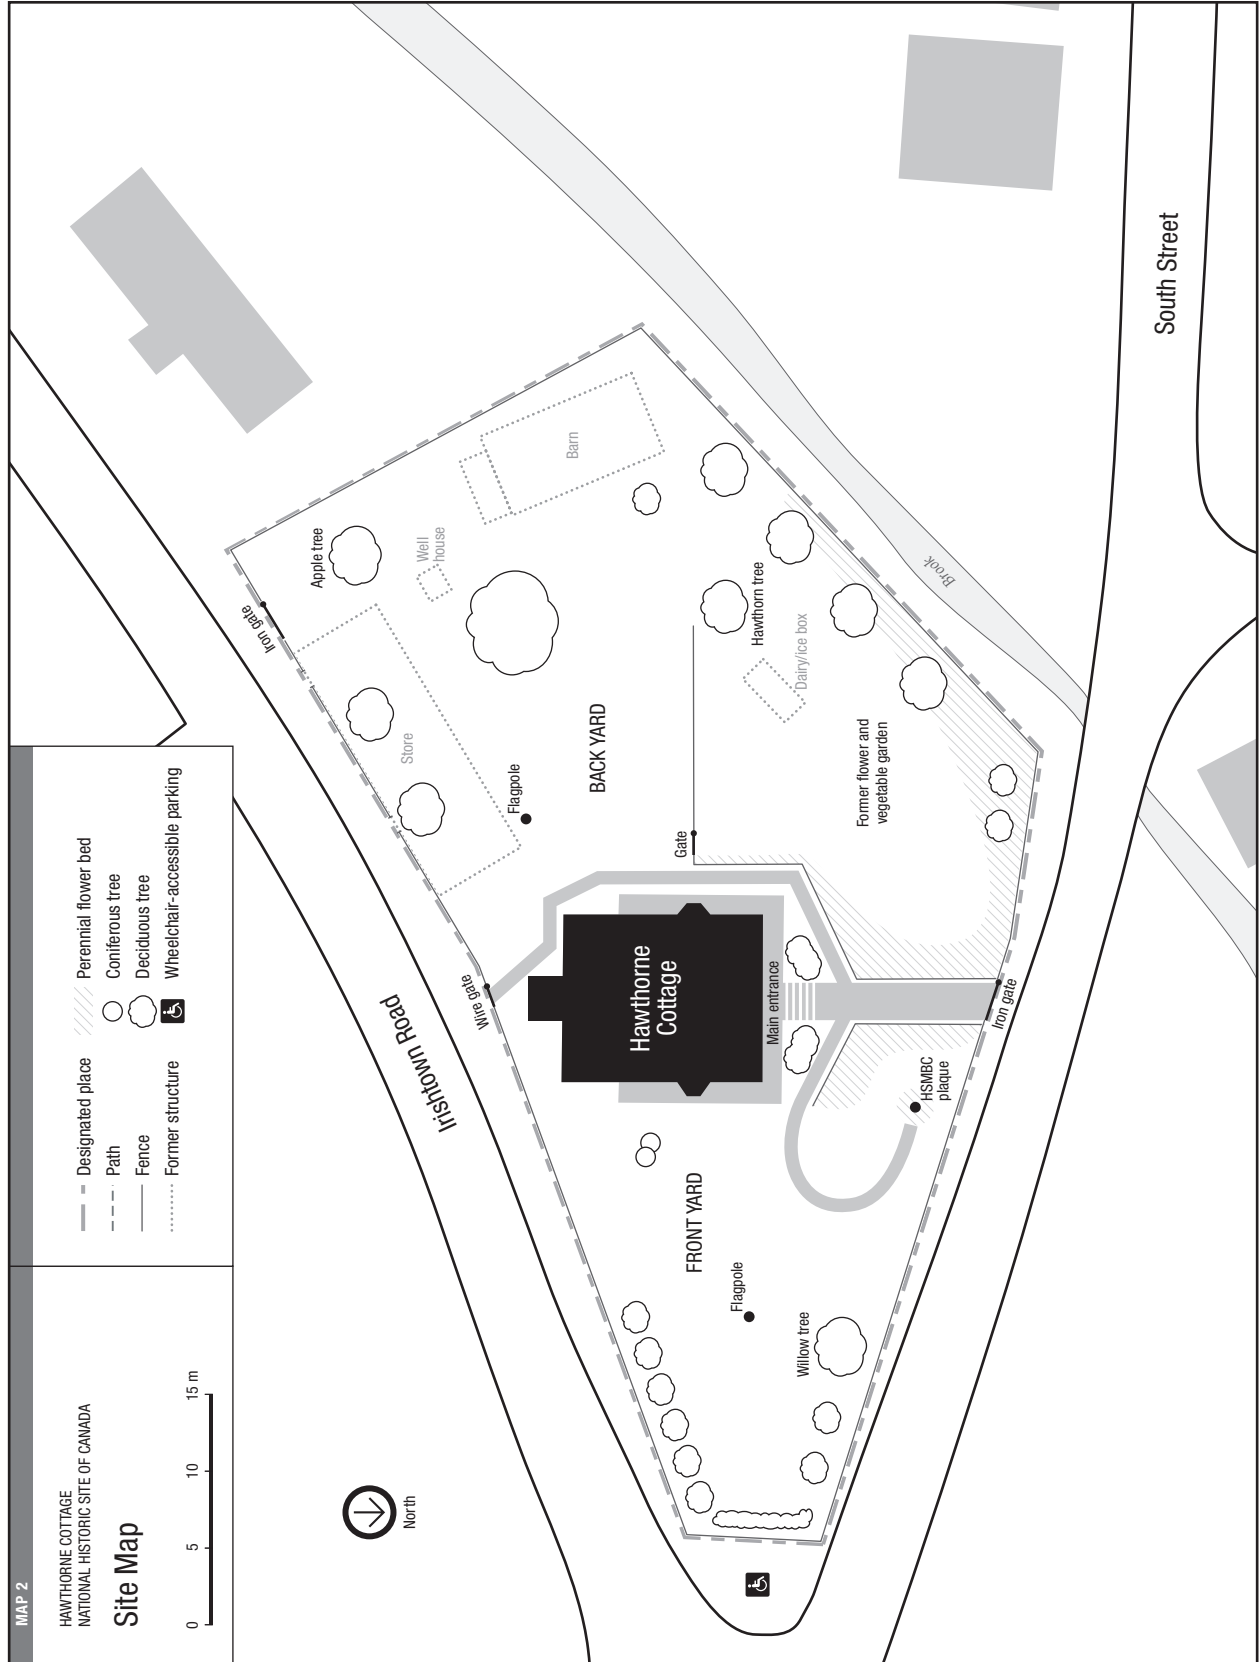 MAP 2
HAWTHORNE COTTAGE
NATIONAL HISTORIC SITE OF CANADA
Site Map
0 5 10 15 m
Designated place
Path
Fence
Former structure
Perennial flower bed
Coniferous tree
Deciduous tree
Wheelchair-accessible parking
North
Irishtown Road
Wire gate
Iron gate
Apple tree
Store
Well
house
Barn
Flagpole
BACK YARD
Gate
Hawthorn tree
Dairy/ice box
Former flower and
vegetable garden
Brook
South Street
Hawthorne
Cottage
Main entrance
Iron gate
HSMBC
plaque
FRONT YARD
Flagpole
Willow tree